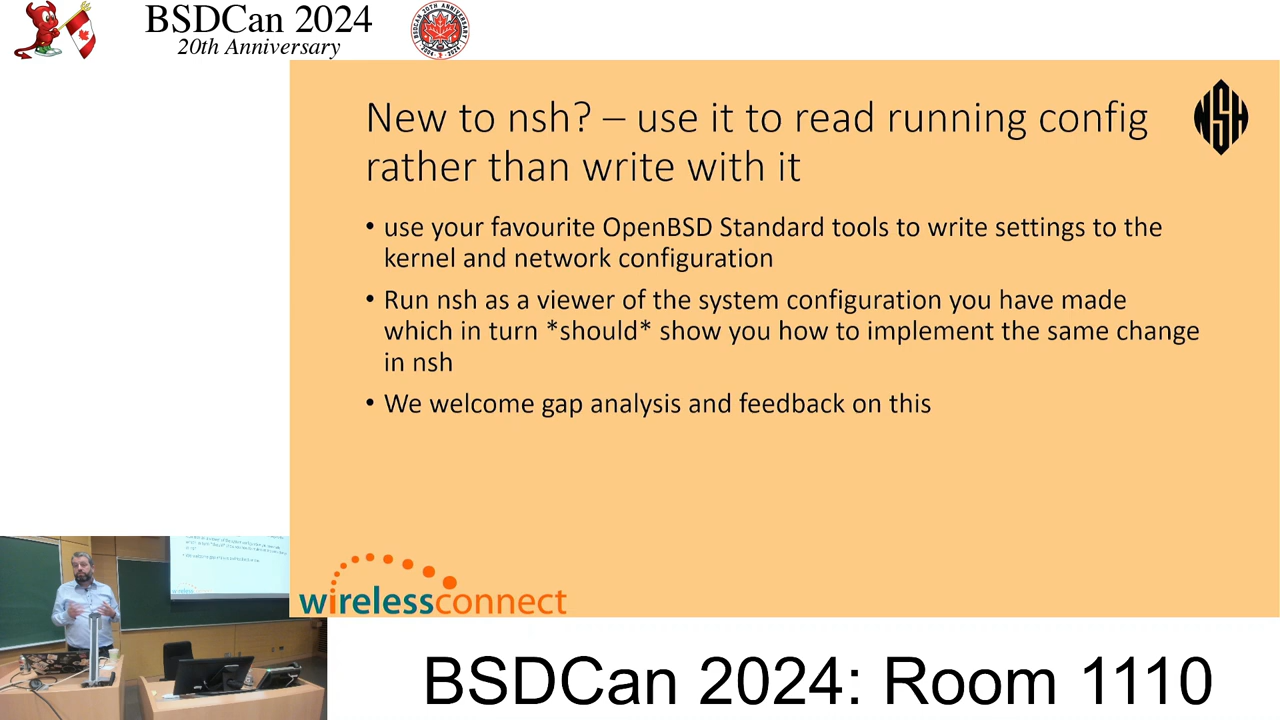 BSDCan 2024
20th Anniversary
New to nsh? – use it to read running config
rather than write with it
NSH
• use your favourite OpenBSD Standard tools to write settings to the
kernel and network configuration
• Run nsh as a viewer of the system configuration you have made
which in turn *should* show you how to implement the same change
in nsh
• We welcome gap analysis and feedback on this
wirelessconnect
BSDCan 2024: Room 1110